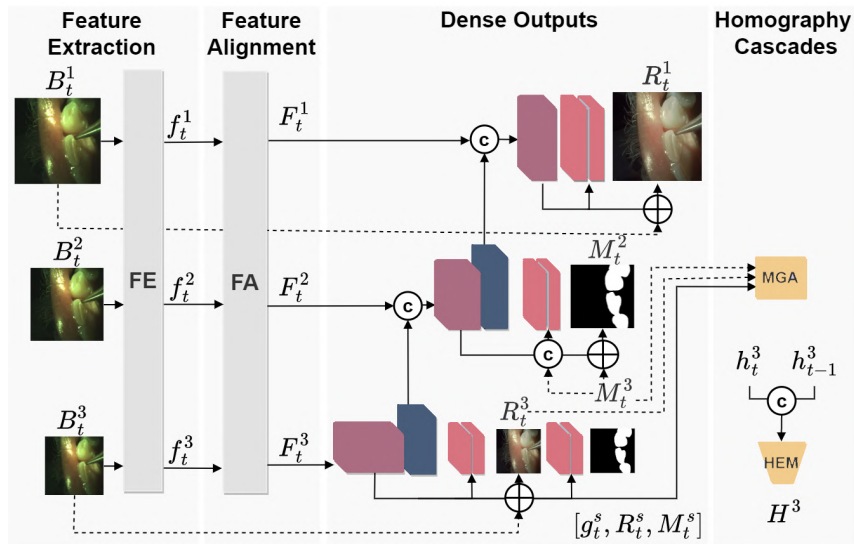 Feature Extraction
Feature Alignment
Dense Outputs
Homography Cascades
B_t^1
f_t^1
F_t^1
c
R_t^1
B_t^2
FE
f_t^2
FA
F_t^2
c
M_t^2
c
MGA
M_t^3
h_t^3
h_{t-1}^3
c
B_t^3
f_t^3
F_t^3
R_t^3
HEM
[g_t^s, R_t^s, M_t^s]
H^3